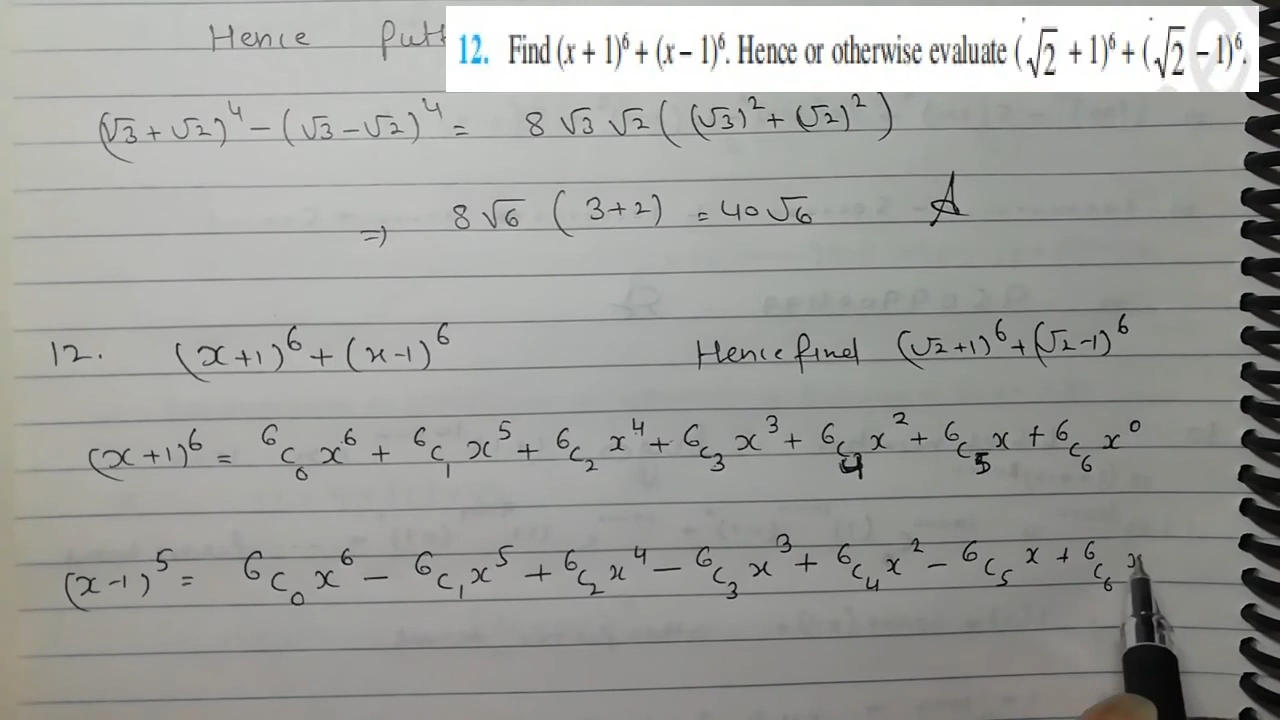 Hence Putt
12. Find (x + 1)⁶ + (x – 1)⁶. Hence or otherwise evaluate (√2 + 1)⁶ + (√2 – 1)⁶.
(√3 + √2)⁴ – (√3 – √2)⁴ = 8 √3 √2 ( (√3)² + (√2)² )
⇒ 8 √6 ( 3+2) = 40 √6
12. (x+1)⁶ + (x-1)⁶ Hence find (√2+1)⁶ + (√2-1)⁶
(x+1)⁶ = ⁶C₀ x⁶ + ⁶C₁ x⁵ + ⁶C₂ x⁴ + ⁶C₃ x³ + ⁶C₄ x² + ⁶C₅ x + ⁶C₆ x⁰
(x-1)⁵ = ⁶C₀ x⁶ – ⁶C₁ x⁵ + ⁶C₂ x⁴ – ⁶C₃ x³ + ⁶C₄ x² – ⁶C₅ x + ⁶C₆ x